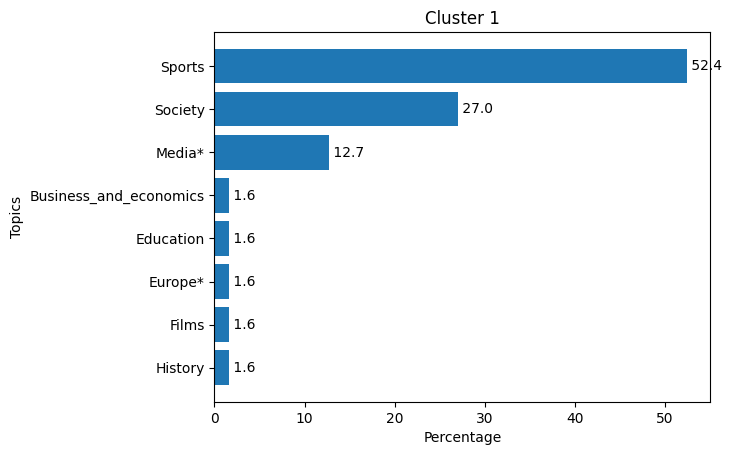 Cluster 1
Sports 52.4
Society 27.0
Media* 12.7
Business_and_economics 1.6
Education 1.6
Europe* 1.6
Films 1.6
History 1.6
Topics
0 10 20 30 40 50
Percentage